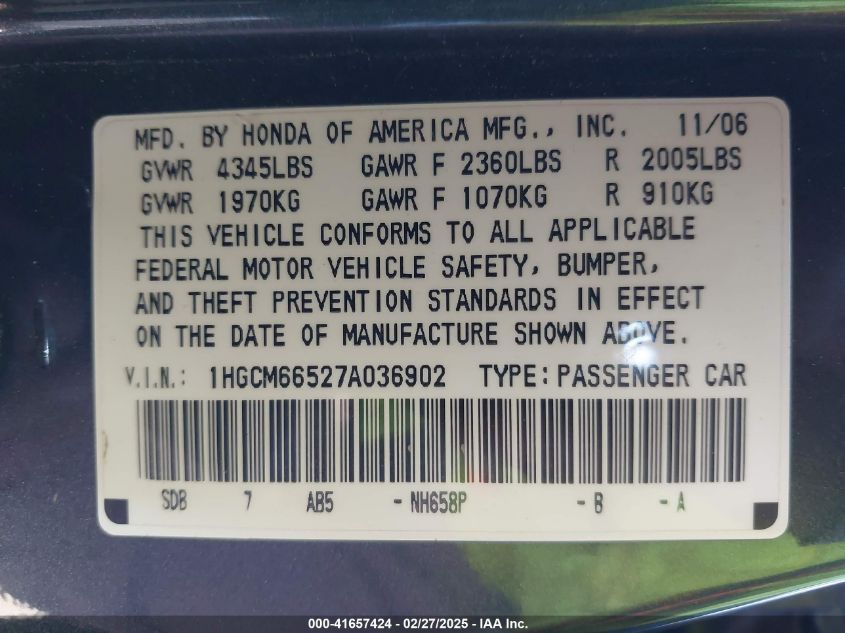 MFD. BY HONDA OF AMERICA MFG., INC. 11/06
GVWR 4345LBS GAWR F 2360LBS R 2005LBS
GVWR 1970KG GAWR F 1070KG R 910KG
THIS VEHICLE CONFORMS TO ALL APPLICABLE
FEDERAL MOTOR VEHICLE SAFETY, BUMPER,
AND THEFT PREVENTION STANDARDS IN EFFECT
ON THE DATE OF MANUFACTURE SHOWN ABOVE.
V.I.N.: 1HGCM66527A036902 TYPE: PASSENGER CAR
SDB 7 AB5 - NH658P - B - A
000-41657424 - 02/27/2025 - IAA Inc.